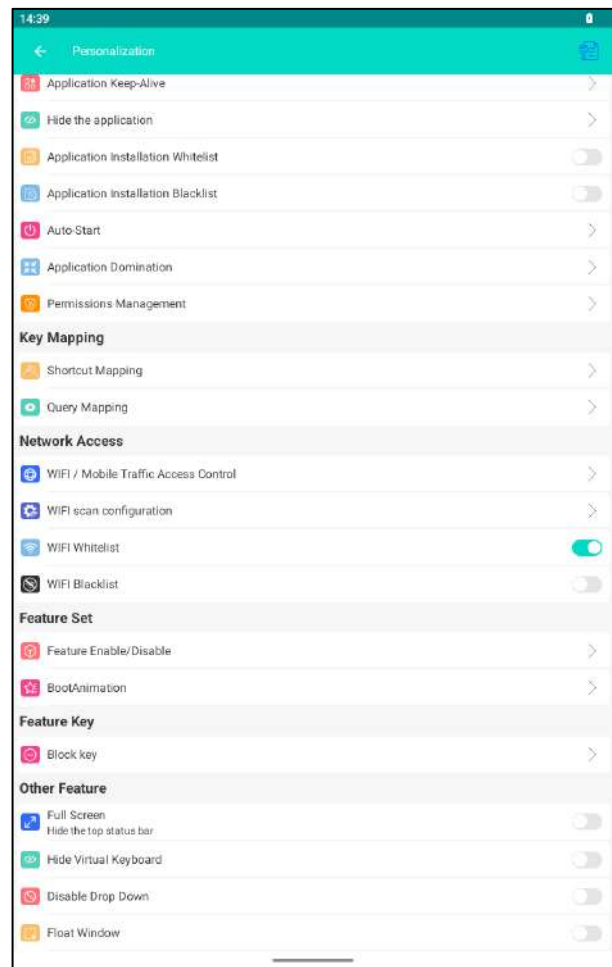 14:39
Personalization
Application Keep-Alive
Hide the application
Application Installation Whitelist
Application Installation Blacklist
Auto-Start
Application Domination
Permissions Management
Key Mapping
Shortcut Mapping
Query Mapping
Network Access
WIFI / Mobile Traffic Access Control
WIFI scan configuration
WIFI Whitelist
WIFI Blacklist
Feature Set
Feature Enable/Disable
BootAnimation
Feature Key
Block key
Other Feature
Full Screen
Hide the top status bar
Hide Virtual Keyboard
Disable Drop Down
Float Window